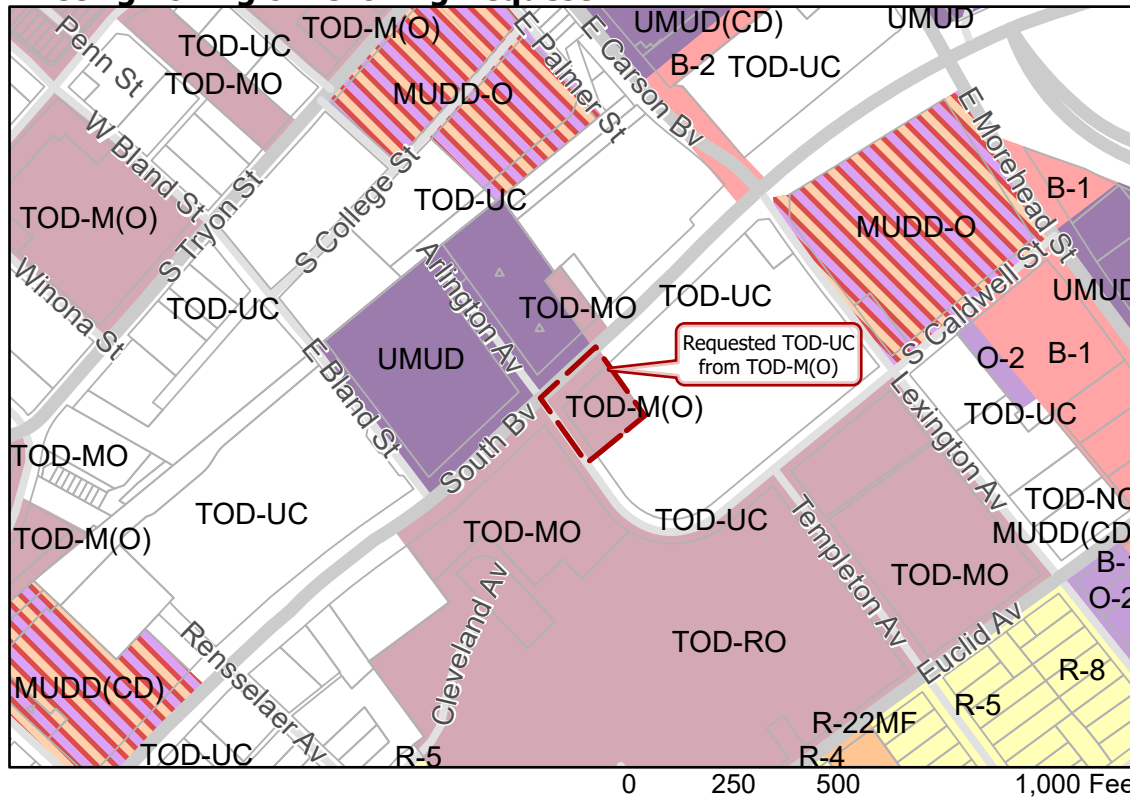 TOD-UC
TOD-M(O)
UMUD(CD)
UMUD
Penn St
TOD-MO
MUDD-O
E Palmer St
E Carson Bv
B-2
TOD-UC
W Bland St
S College St
E Morehead St
B-1
TOD-M(O)
S Tryon St
TOD-UC
MUDD-O
Winona St
TOD-UC
Arlington Av
TOD-MO
TOD-UC
S Caldwell St
UMUD
UMUD
Requested TOD-UC
from TOD-M(O)
O-2
B-1
E Bland St
TOD-M(O)
Lexington Av
TOD-UC
TOD-MO
South Bv
TOD-UC
TOD-MO
TOD-UC
TOD-NC
MUDD(CD)
TOD-M(O)
Templeton Av
TOD-MO
B-1
O-2
Cleveland Av
TOD-RO
Euclid Av
Rensselaer Av
MUDD(CD)
R-8
R-5
R-22MF
TOD-UC
R-5
R-4
0 250 500 1,000 Fee